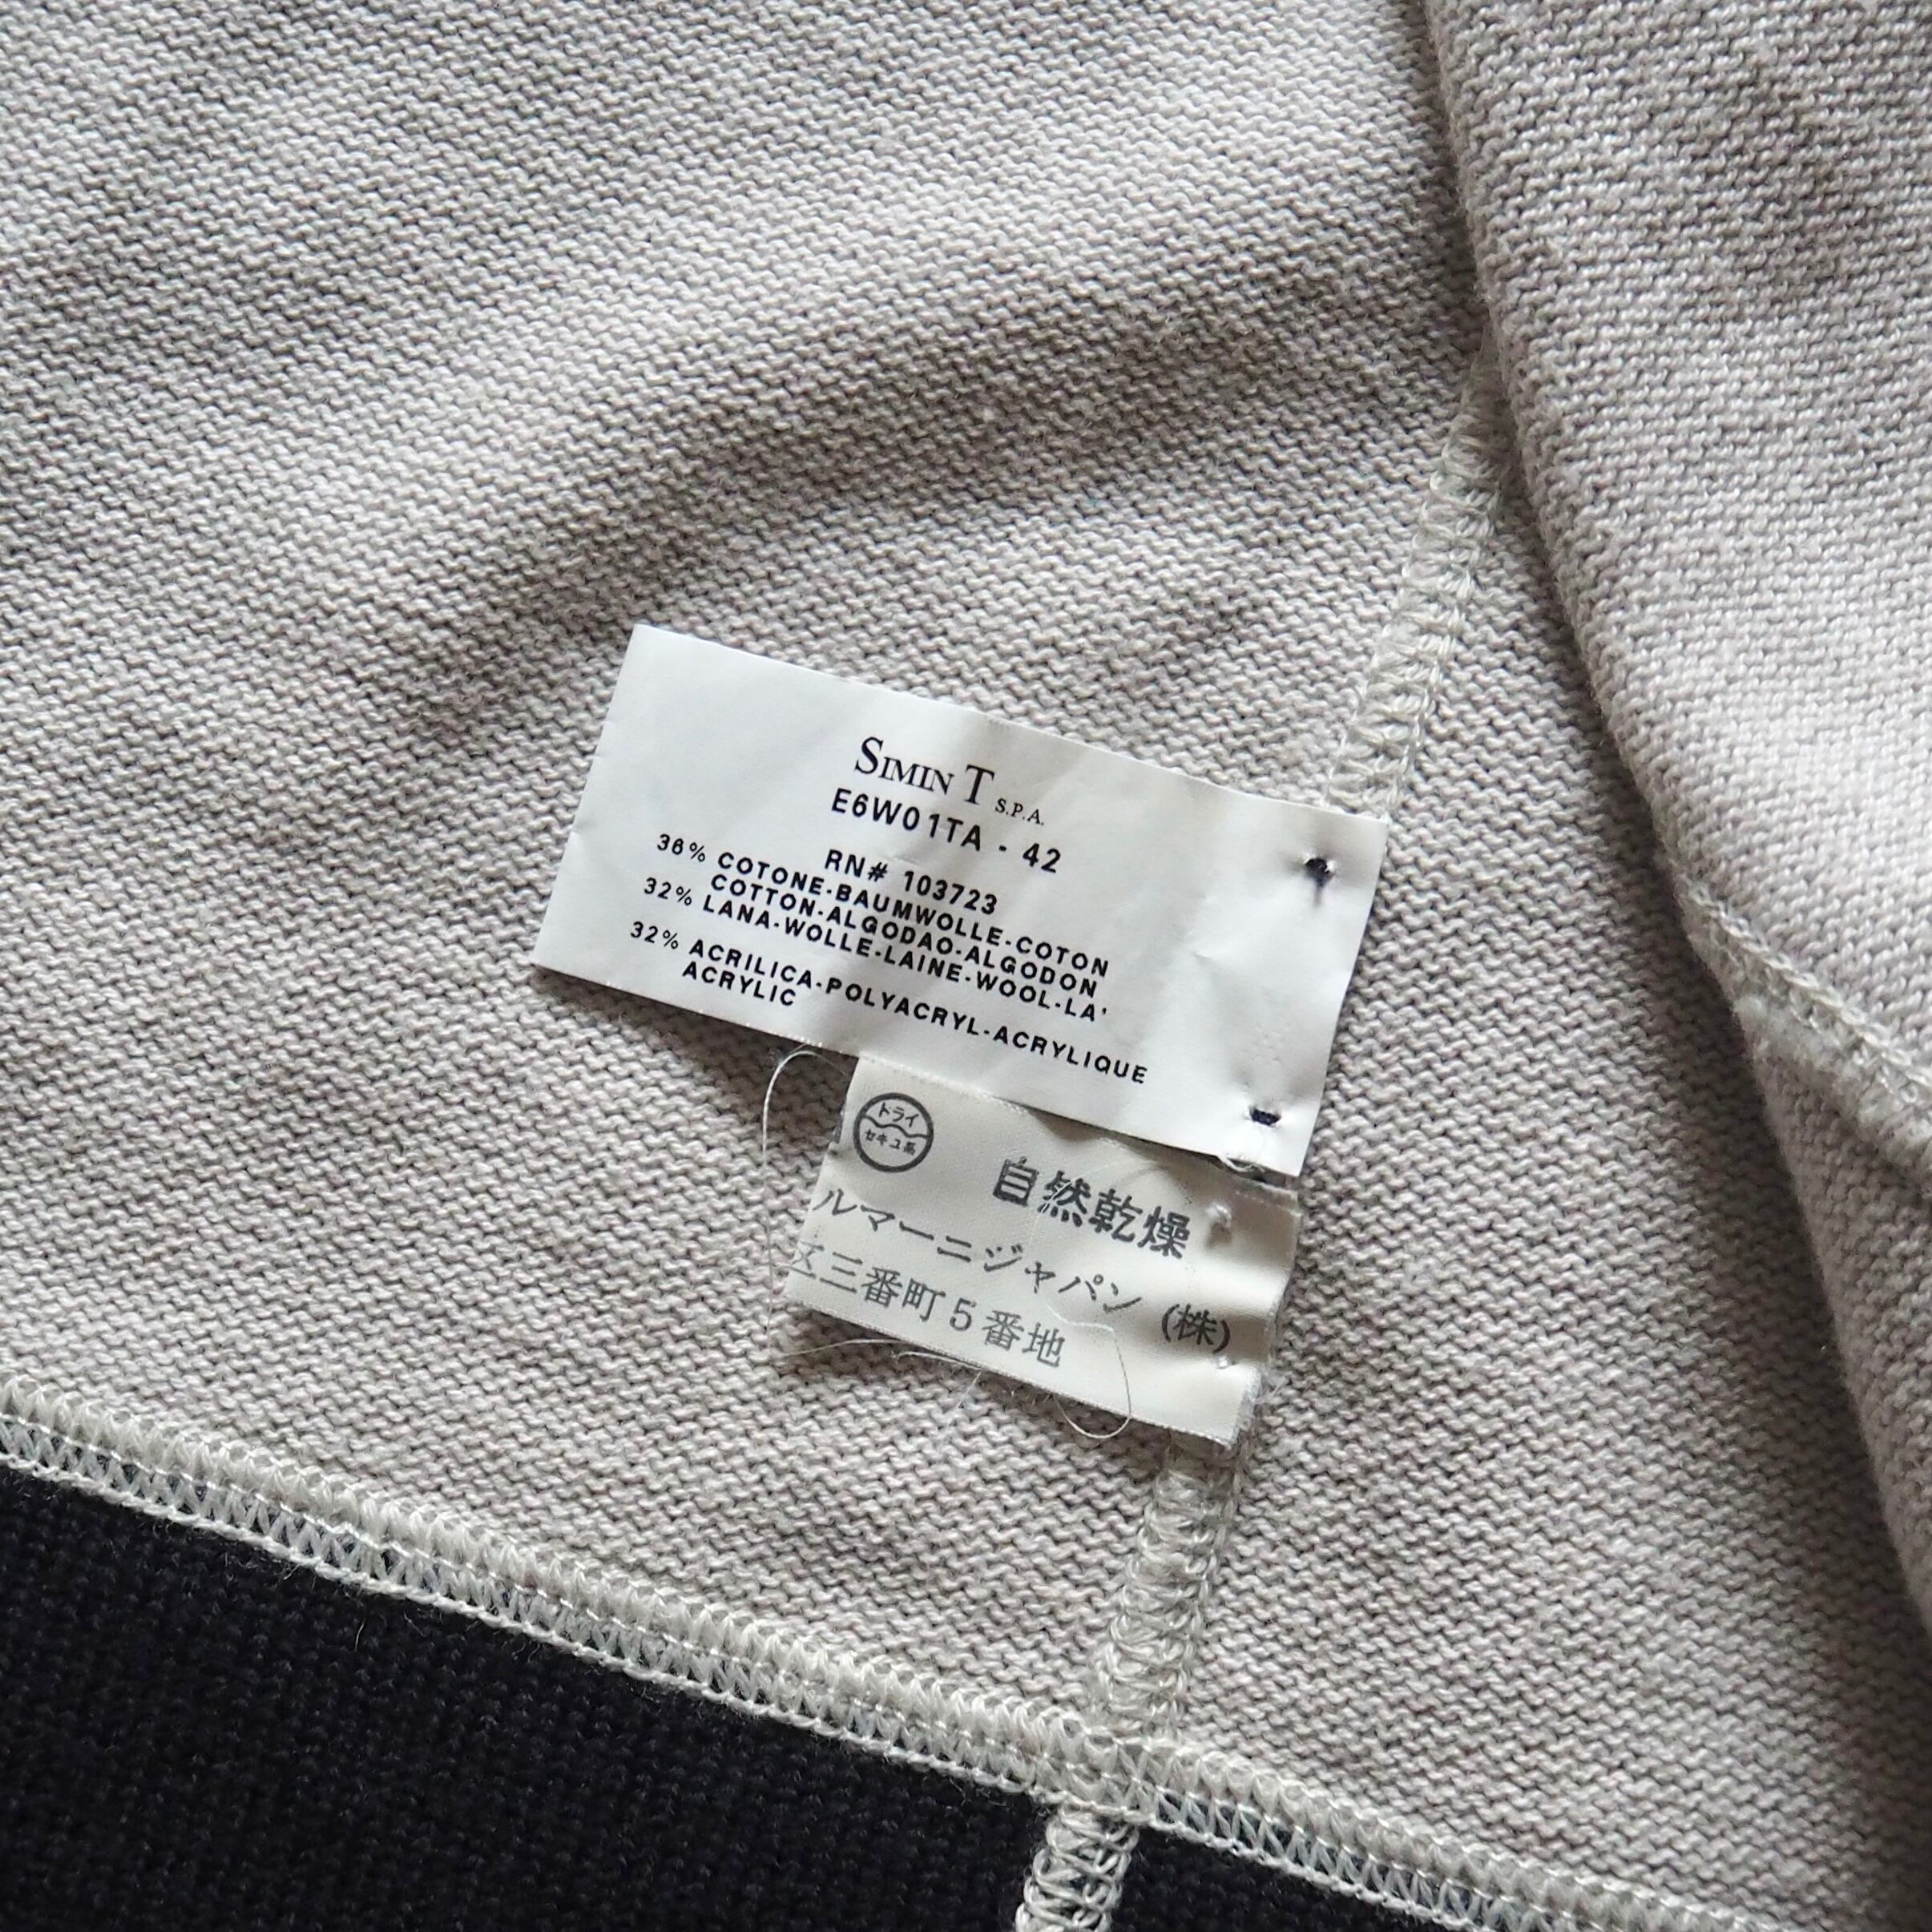 SIMIN T S.P.A.
E6W01TA - 42
RN# 103723
36% COTONE-BAUMWOLLE-COTON
COTTON-ALGODAO-ALGODON
32% LANA-WOLLE-LAINE-WOOL-LA'
32% ACRILICA-POLYACRYL-ACRYLIQUE
ACRYLIC
ドライ
セキユ系
自然乾燥
ルマーニジャパン (株)
区三番町5番地